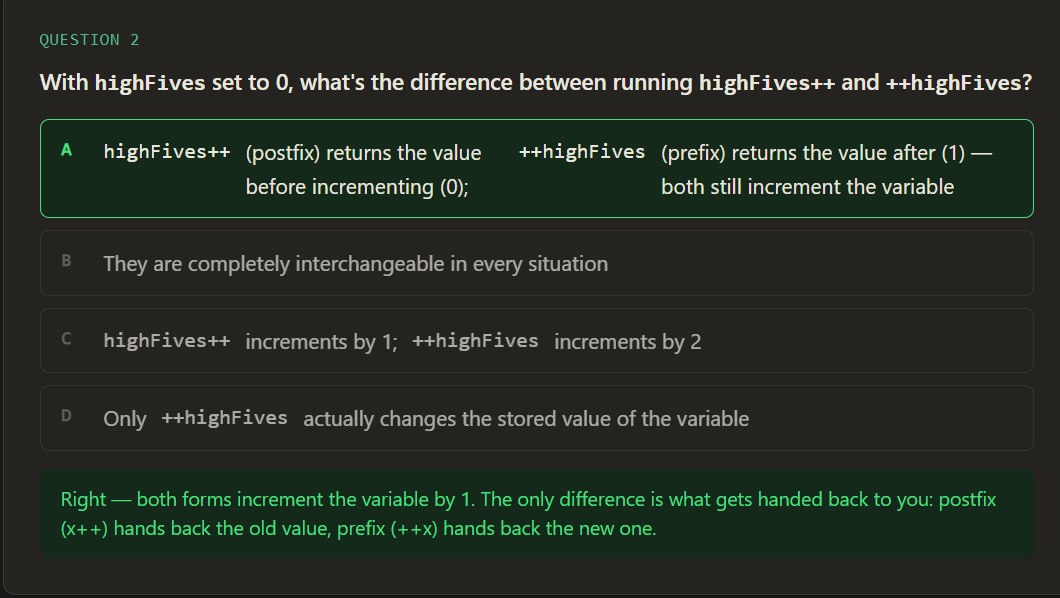 QUESTION 2
With highFives set to 0, what's the difference between running highFives++ and ++highFives?
A highFives++ (postfix) returns the value before incrementing (0); ++highFives (prefix) returns the value after (1) — both still increment the variable
B They are completely interchangeable in every situation
C highFives++ increments by 1; ++highFives increments by 2
D Only ++highFives actually changes the stored value of the variable
Right — both forms increment the variable by 1. The only difference is what gets handed back to you: postfix
(x++) hands back the old value, prefix (++x) hands back the new one.